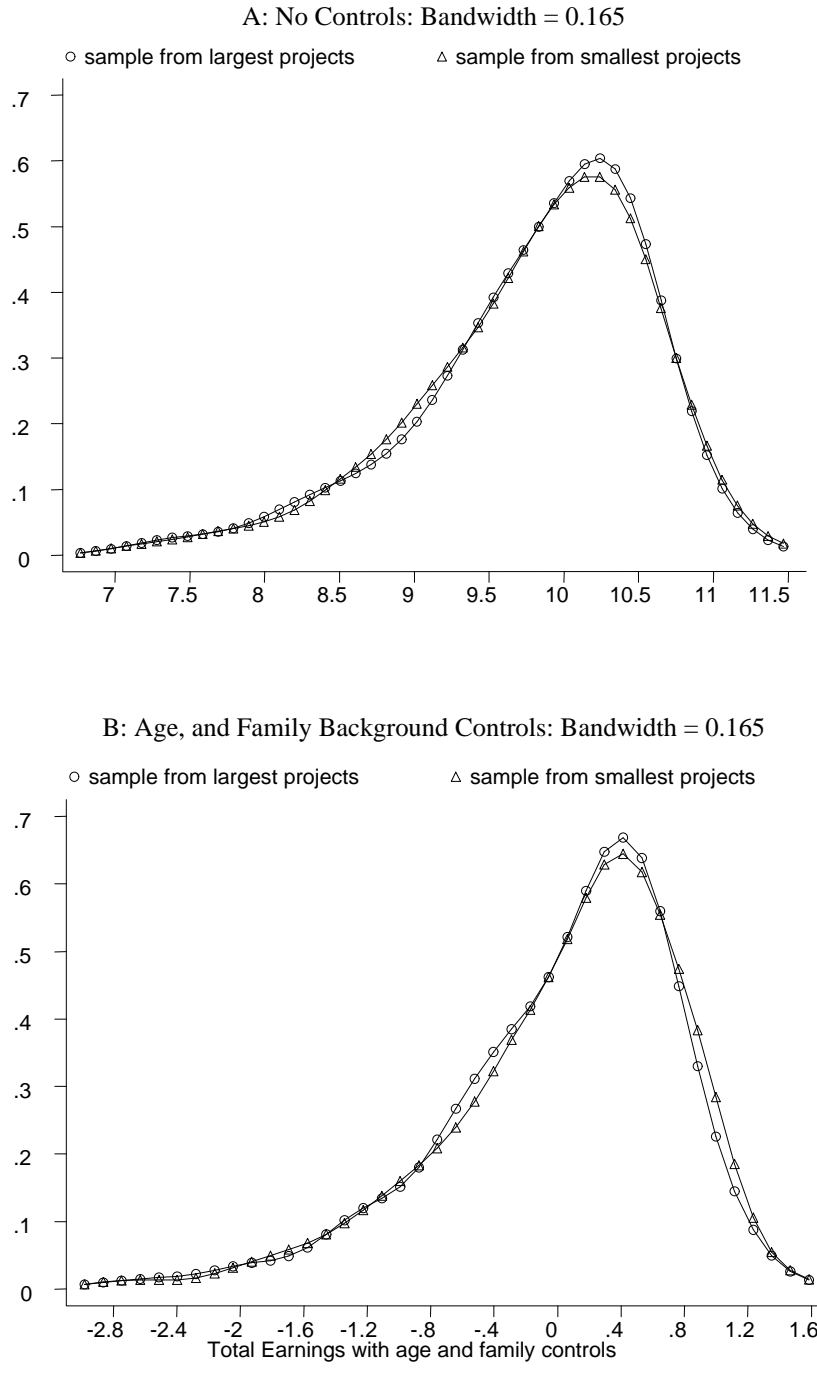 A: No Controls: Bandwidth = 0.165
sample from largest projects sample from smallest projects
.7
.6
.5
.4
.3
.2
.1
0
7 7.5 8 8.5 9 9.5 10 10.5 11 11.5
B: Age, and Family Background Controls: Bandwidth = 0.165
sample from largest projects sample from smallest projects
.7
.6
.5
.4
.3
.2
.1
0
-2.8 -2.4 -2 -1.6 -1.2 -.8 -.4 0 .4 .8 1.2 1.6
Total Earnings with age and family controls